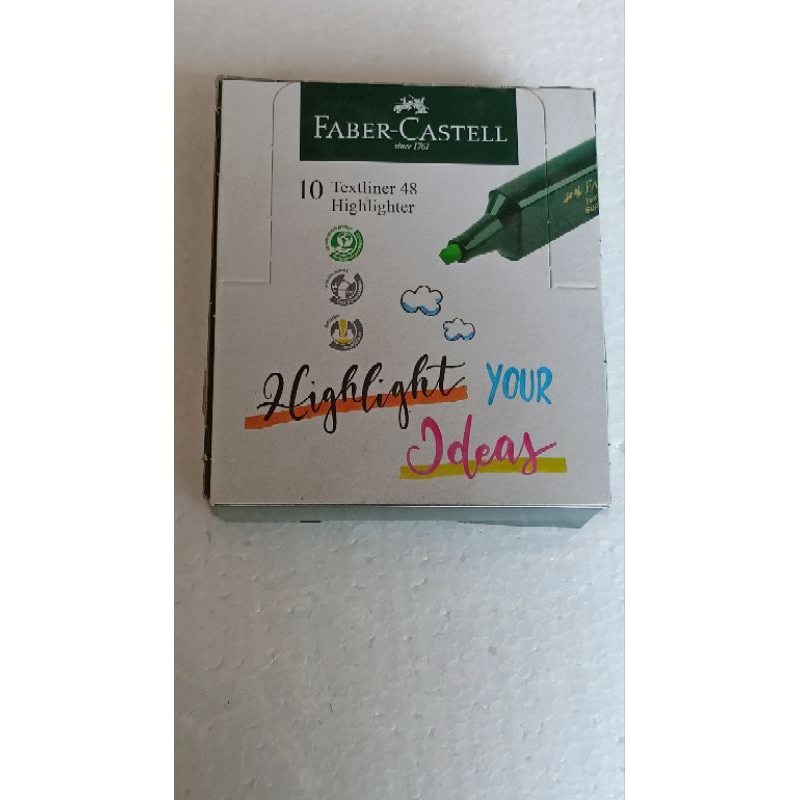 FABER-CASTELL
since 1761
10 Textliner 48
Highlighter
Highlight YOUR
Ideas